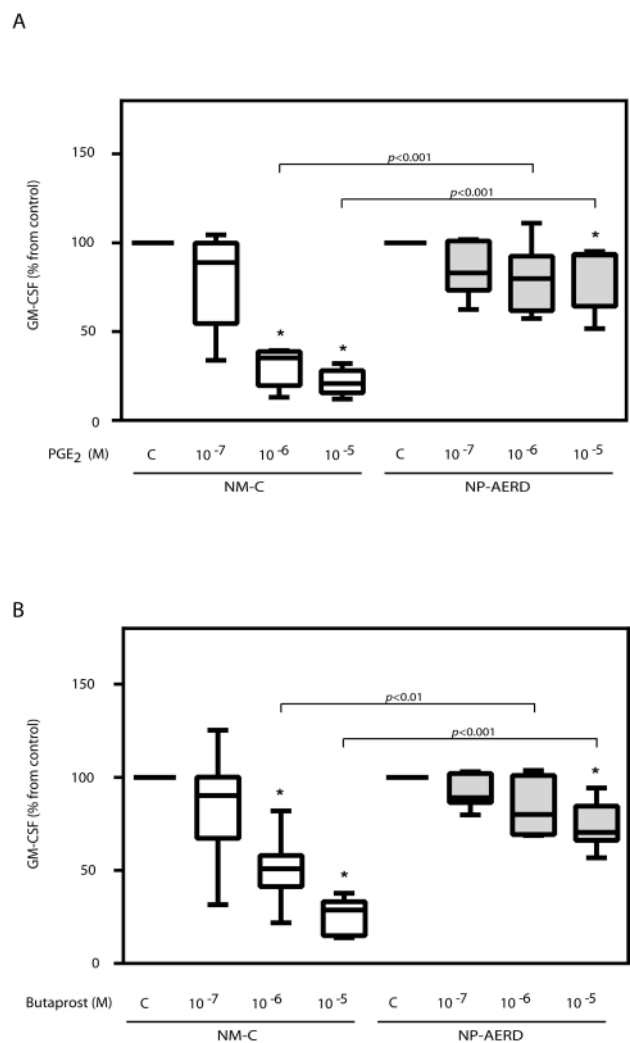 A
GM-CSF (% from control)
150
100
50
0
p<0.001
p<0.001
*
*
*
PGE2 (M) C 10-7 10-6 10-5 C 10-7 10-6 10-5
NM-C NP-AERD
B
GM-CSF (% from control)
150
100
50
0
p<0.01
p<0.001
*
*
*
Butaprost (M) C 10-7 10-6 10-5 C 10-7 10-6 10-5
NM-C NP-AERD